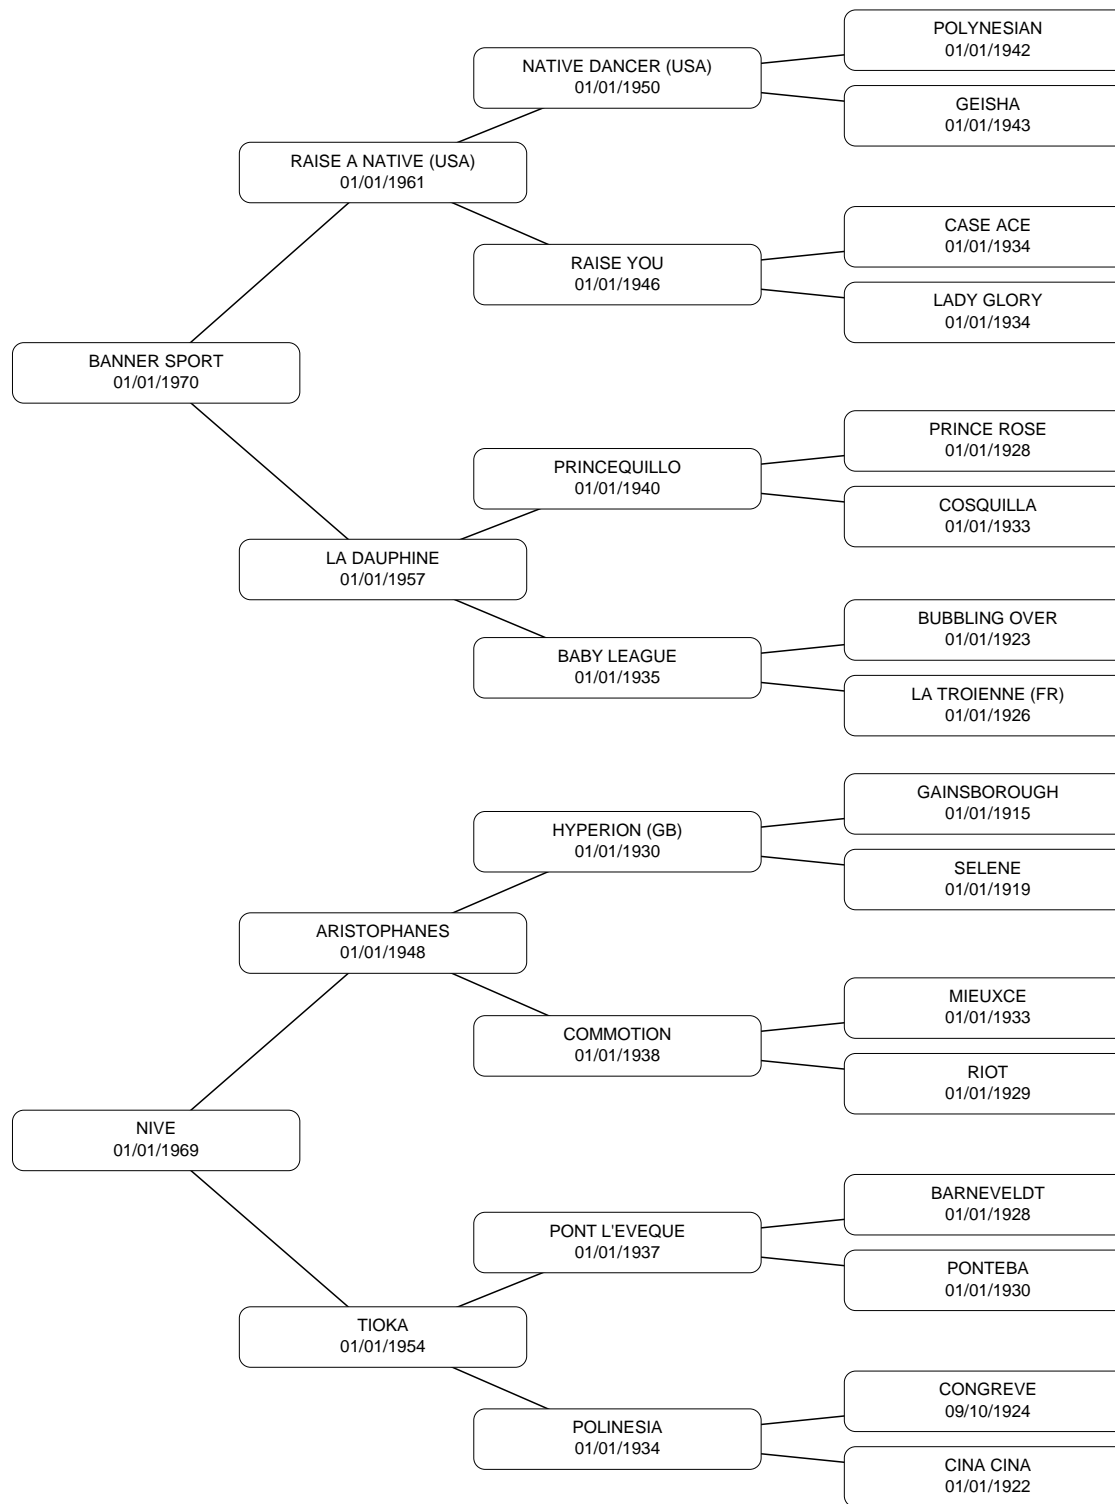 POLYNESIAN
01/01/1942
NATIVE DANCER (USA)
01/01/1950
GEISHA
01/01/1943
RAISE A NATIVE (USA)
01/01/1961
CASE ACE
01/01/1934
RAISE YOU
01/01/1946
LADY GLORY
01/01/1934
BANNER SPORT
01/01/1970
PRINCE ROSE
01/01/1928
PRINCEQUILLO
01/01/1940
COSQUILLA
01/01/1933
LA DAUPHINE
01/01/1957
BUBBLING OVER
01/01/1923
BABY LEAGUE
01/01/1935
LA TROIENNE (FR)
01/01/1926
GAINSBOROUGH
01/01/1915
HYPERION (GB)
01/01/1930
SELENE
01/01/1919
ARISTOPHANES
01/01/1948
MIEUXCE
01/01/1933
COMMOTION
01/01/1938
RIOT
01/01/1929
NIVE
01/01/1969
BARNEVELDT
01/01/1928
PONT L'EVEQUE
01/01/1937
PONTEBA
01/01/1930
TIOKA
01/01/1954
CONGREVE
09/10/1924
POLINESIA
01/01/1934
CINA CINA
01/01/1922